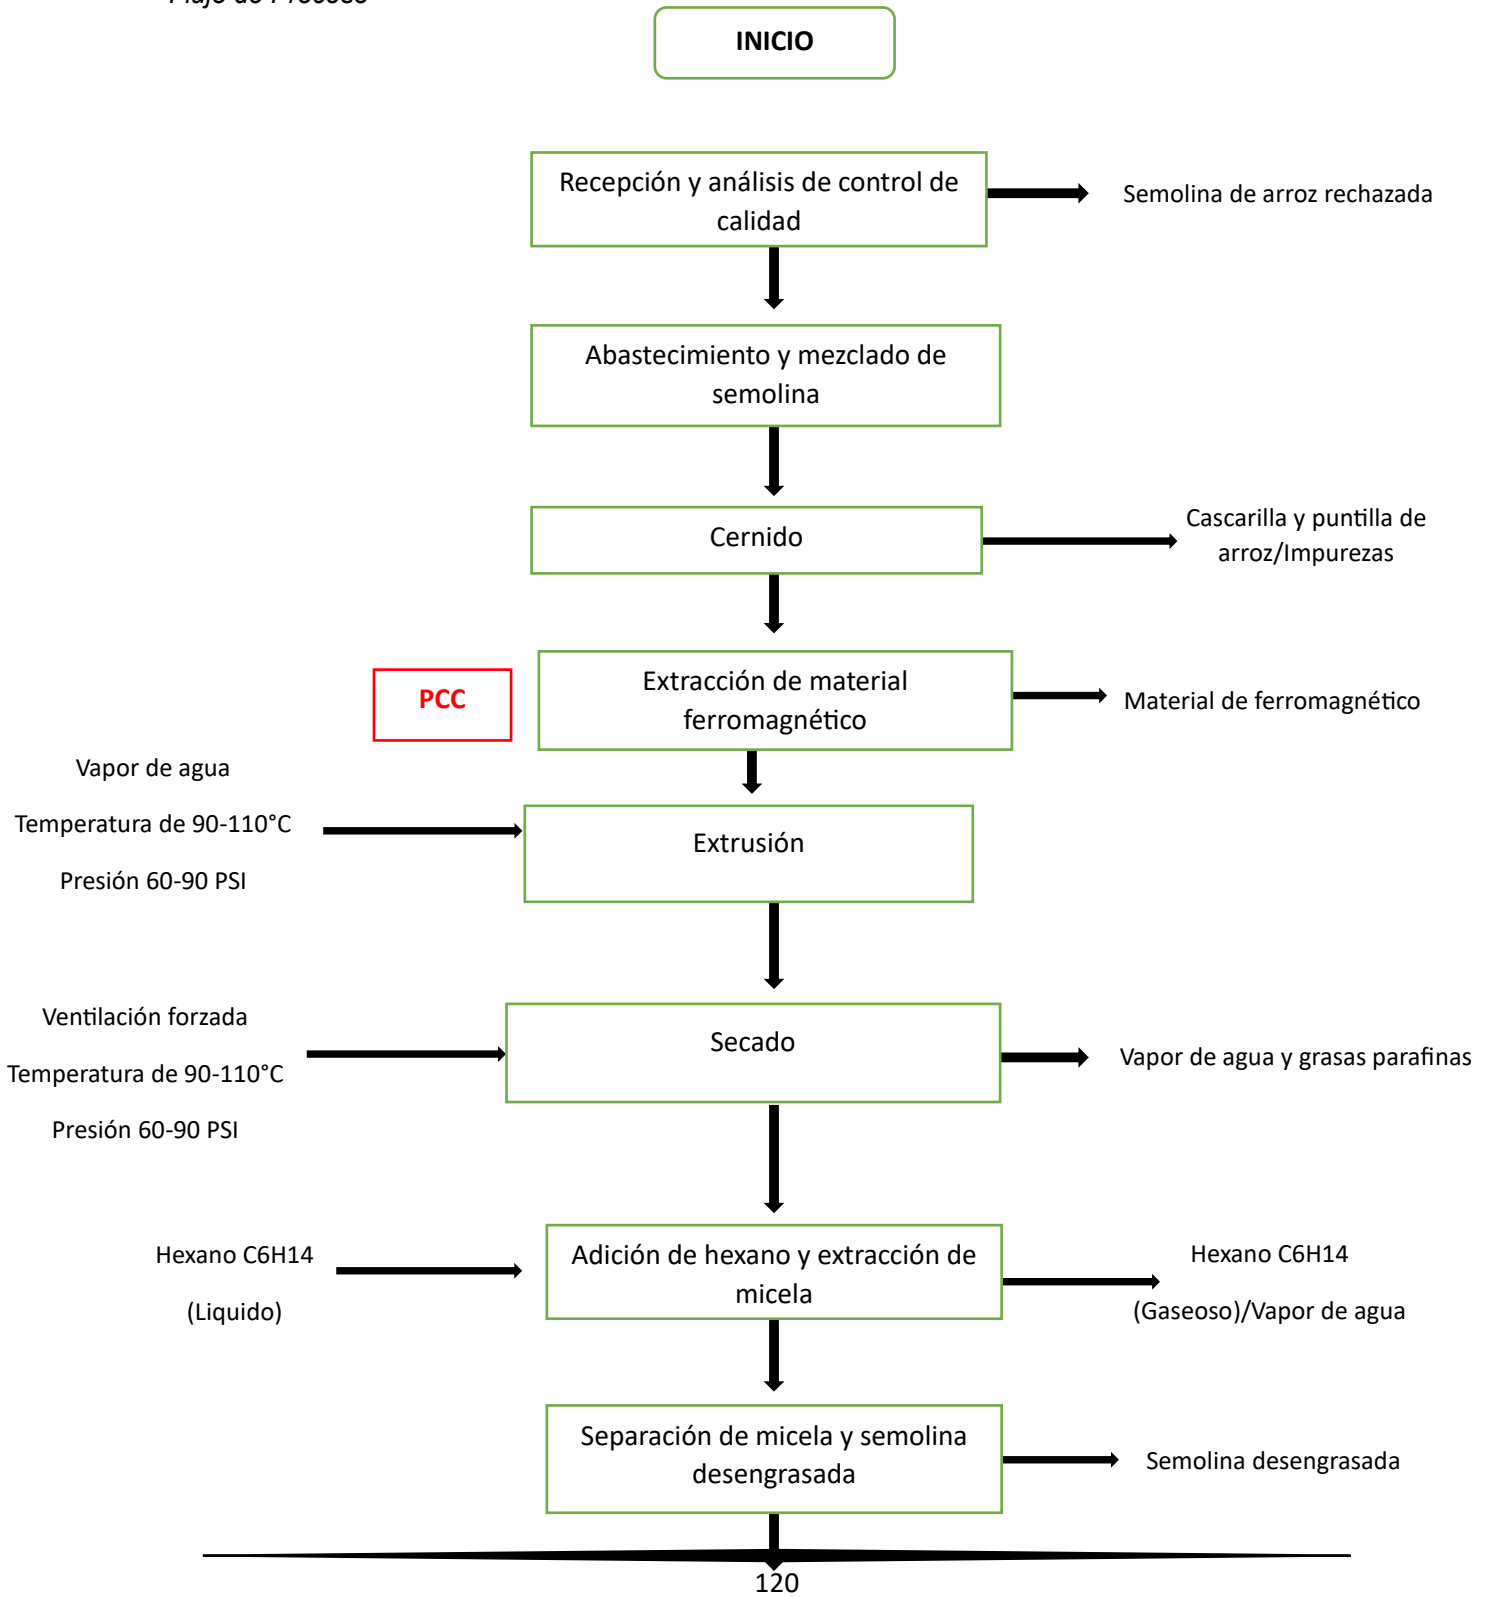 Flujo de Proceso
INICIO
Recepción y análisis de control de
calidad
Semolina de arroz rechazada
Abastecimiento y mezclado de
semolina
Cernido
Cascarilla y puntilla de
arroz/Impurezas
PCC
Extracción de material
ferromagnético
Material de ferromagnético
Vapor de agua
Temperatura de 90-110°C
Presión 60-90 PSI
Extrusión
Ventilación forzada
Temperatura de 90-110°C
Presión 60-90 PSI
Secado
Vapor de agua y grasas parafinas
Hexano C6H14
(Liquido)
Adición de hexano y extracción de
micela
Hexano C6H14
(Gaseoso)/Vapor de agua
Separación de micela y semolina
desengrasada
Semolina desengrasada
120